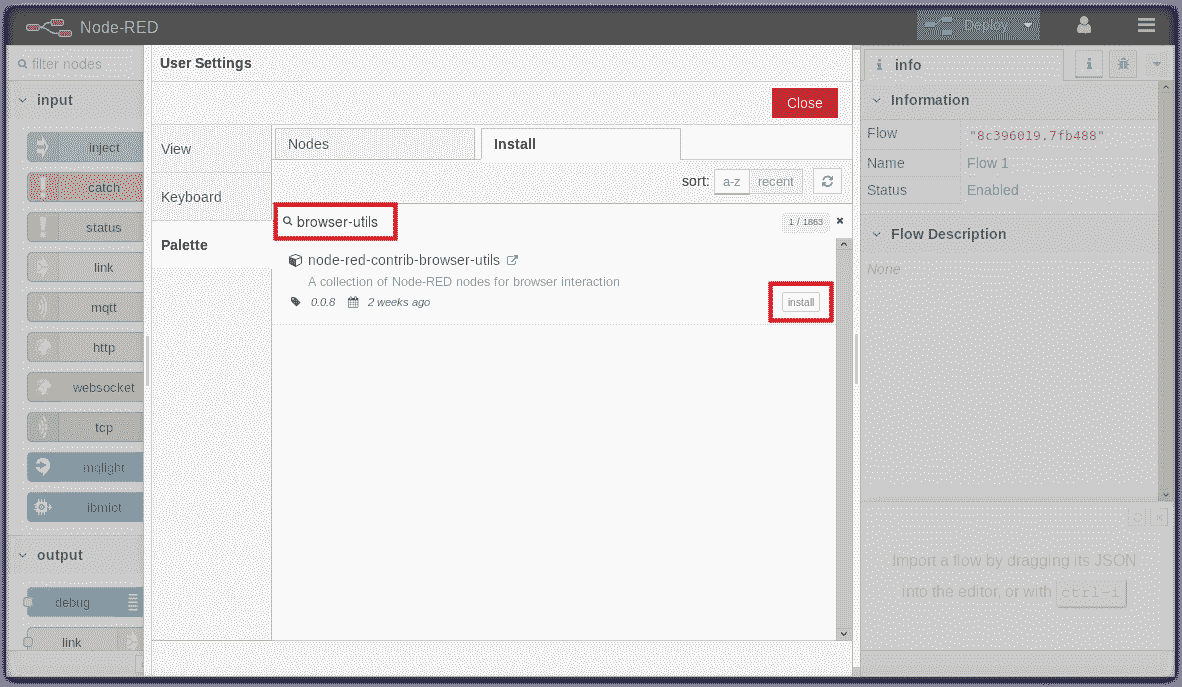 Node-RED
Deploy
filter nodes
input
inject
catch
status
link
mqtt
http
websocket
tcp
mqlight
ibmiot
output
debug
link
User Settings
Close
View
Keyboard
Palette
Nodes
Install
sort: a-z recent
browser-utils
1 / 1863
node-red-contrib-browser-utils
A collection of Node-RED nodes for browser interaction
0.0.8 2 weeks ago
install
info
Information
Flow "8c396019.7fb488"
Name Flow 1
Status Enabled
Flow Description
None
Import a flow by dragging its JSON
into the editor, or with ctrl-i